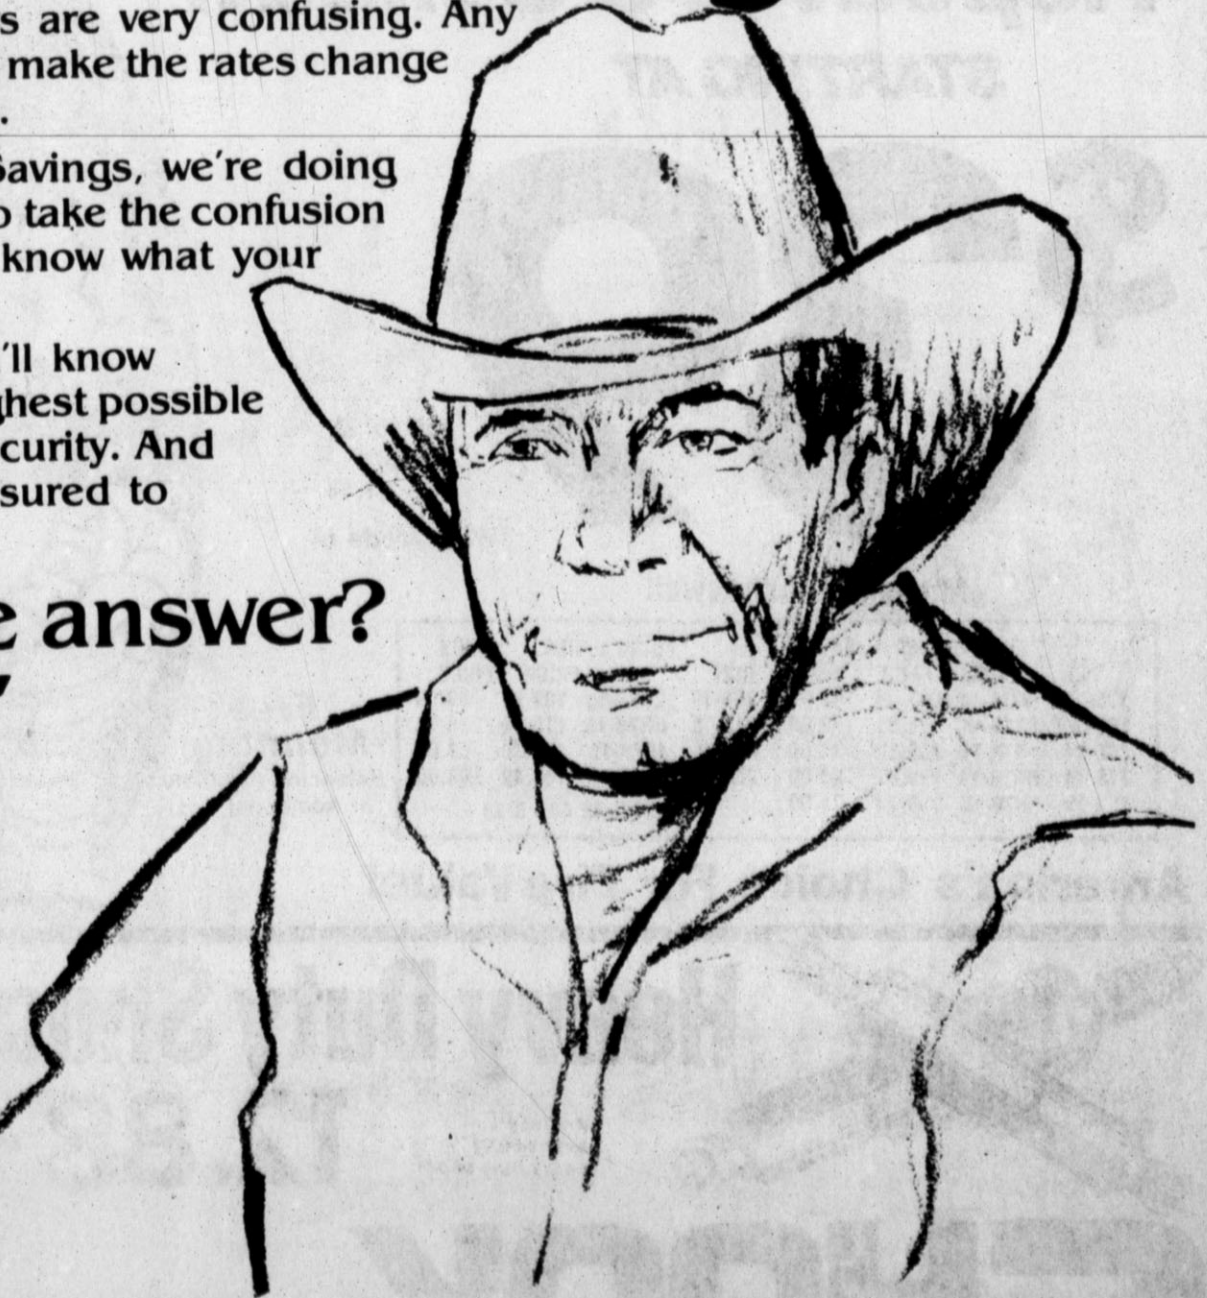 s are very confusing. Any
make the rates change
.
Savings, we're doing
take the confusion
know what your
'll know
ghest possible
curity. And
sured to
e answer?